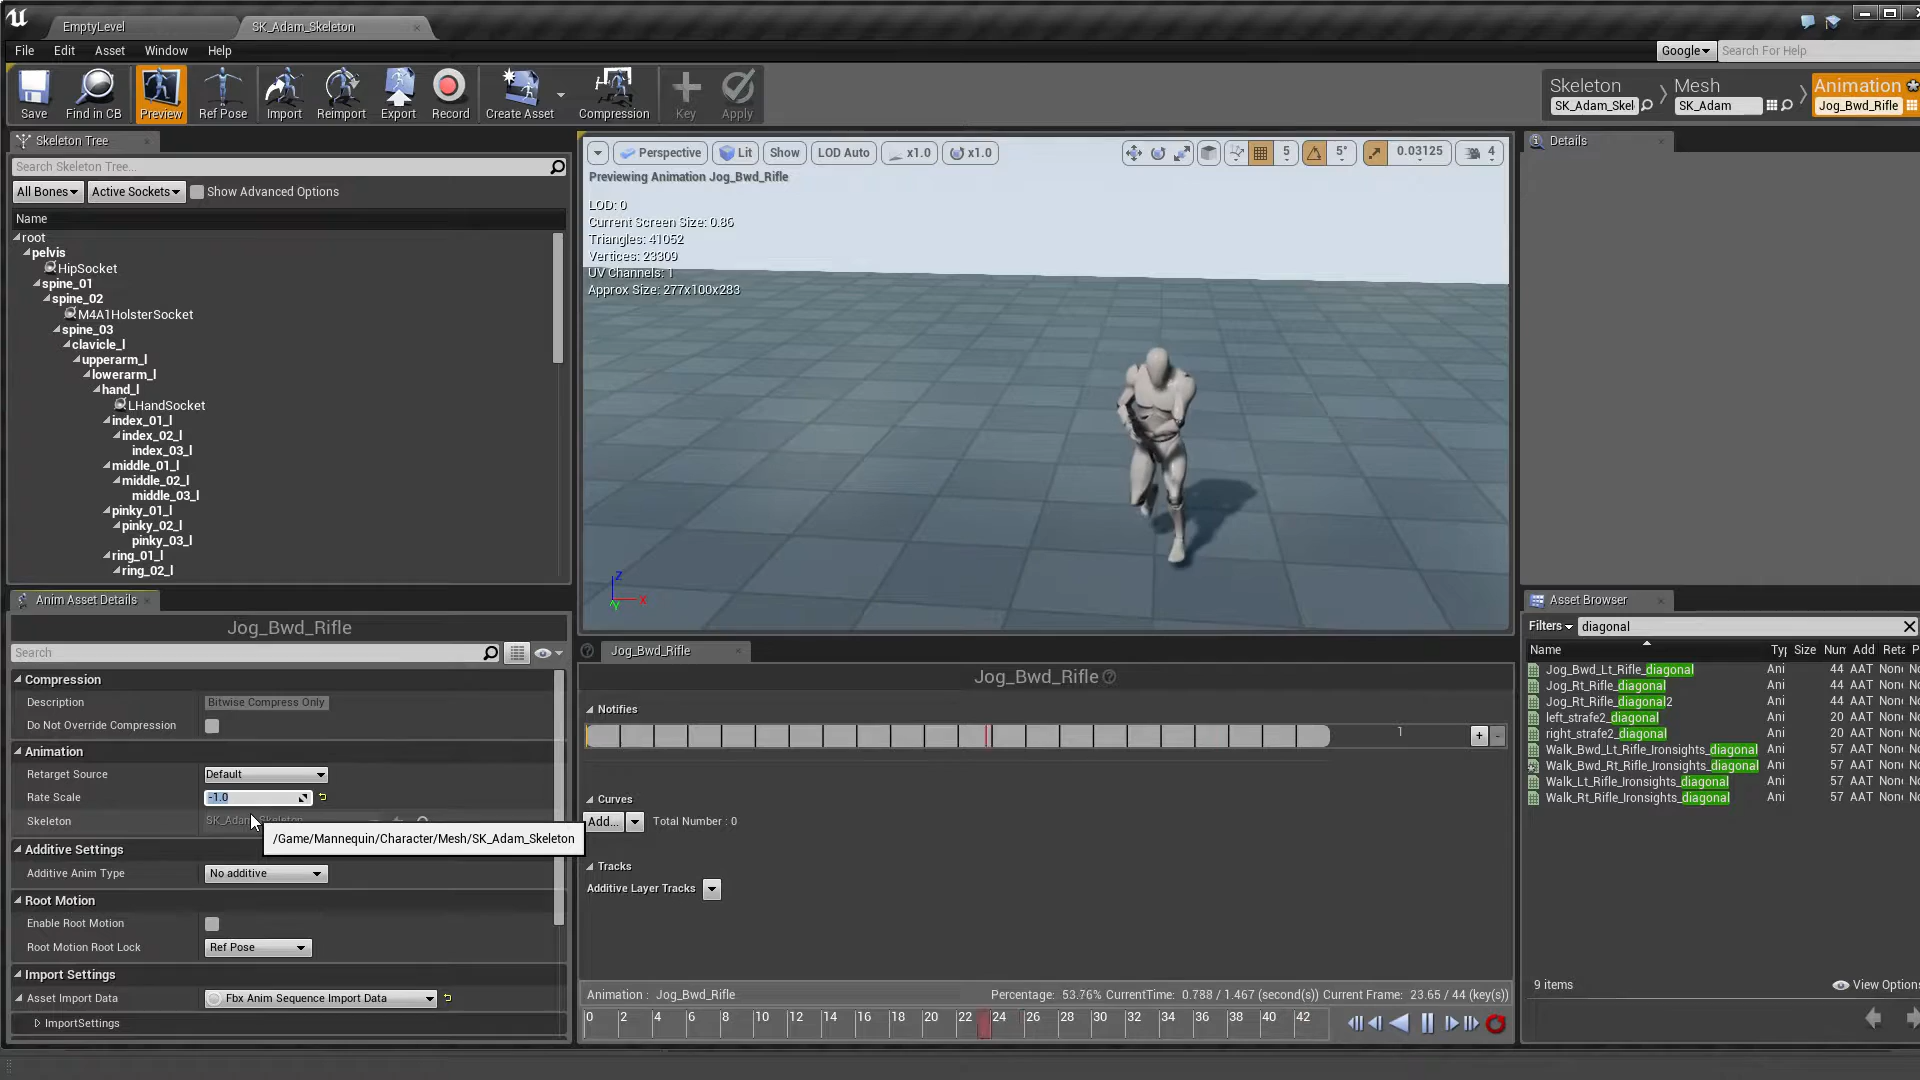 EmptyLevel
SK_Adam_Skeleton
File Edit Asset Window Help
Google
Search For Help
Save Find in CB Preview Ref Pose Import Reimport Export Record Create Asset Compression Key Apply
Skeleton
SK_Adam_Skel
Mesh
SK_Adam
Animation
Jog_Bwd_Rifle
Skeleton Tree
Search Skeleton Tree...
All Bones Active Sockets Show Advanced Options
Name
root
pelvis
HipSocket
spine_01
spine_02
M4A1HolsterSocket
spine_03
clavicle_l
upperarm_l
lowerarm_l
hand_l
LHandSocket
index_01_l
index_02_l
index_03_l
middle_01_l
middle_02_l
middle_03_l
pinky_01_l
pinky_02_l
pinky_03_l
ring_01_l
ring_02_l
Perspective Lit Show LOD Auto x1.0 x1.0
5 5° 0.03125 4
Previewing Animation Jog_Bwd_Rifle
LOD: 0
Current Screen Size: 0.86
Triangles: 41052
Vertices: 23309
UV Channels: 1
Approx Size: 277x100x283
Z
X
Y
Details
Anim Asset Details
Jog_Bwd_Rifle
Search
Compression
Description Bitwise Compress Only
Do Not Override Compression
Animation
Retarget Source Default
Rate Scale -1.0
Skeleton SK_Adam_Skeleton
/Game/Mannequin/Character/Mesh/SK_Adam_Skeleton
Additive Settings
Additive Anim Type No additive
Root Motion
Enable Root Motion
Root Motion Root Lock Ref Pose
Import Settings
Asset Import Data Fbx Anim Sequence Import Data
ImportSettings
Jog_Bwd_Rifle
Jog_Bwd_Rifle
Notifies
1
+ -
Curves
Add... Total Number : 0
Tracks
Additive Layer Tracks
Animation : Jog_Bwd_Rifle Percentage: 53.76% CurrentTime: 0.788 / 1.467 (second(s)) Current Frame: 23.65 / 44 (key(s))
0 2 4 6 8 10 12 14 16 18 20 22 24 26 28 30 32 34 36 38 40 42
Asset Browser
Filters diagonal
Name Typ Size Num Add Reta P
Jog_Bwd_Lt_Rifle_diagonal Ani 44 AAT None No
Jog_Rt_Rifle_diagonal Ani 44 AAT None No
Jog_Rt_Rifle_diagonal2 Ani 44 AAT None No
left_strafe2_diagonal Ani 20 AAT None No
right_strafe2_diagonal Ani 20 AAT None No
Walk_Bwd_Lt_Rifle_Ironsights_diagonal Ani 57 AAT None No
Walk_Bwd_Rt_Rifle_Ironsights_diagonal Ani 57 AAT None No
Walk_Lt_Rifle_Ironsights_diagonal Ani 57 AAT None No
Walk_Rt_Rifle_Ironsights_diagonal Ani 57 AAT None No
9 items
View Options